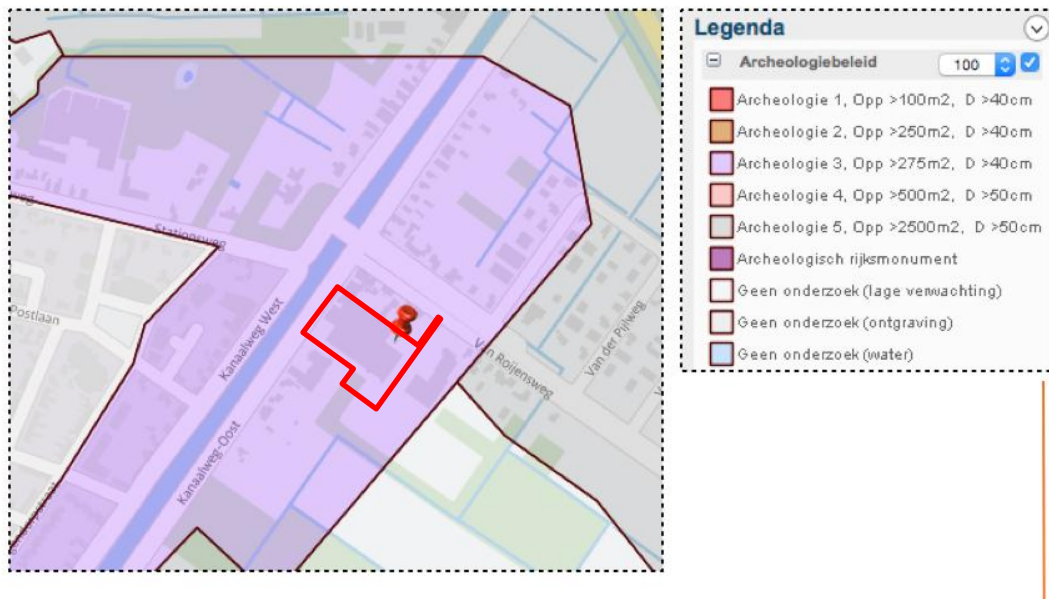 weg
Stationsweg
Postlaan
Kanaalweg West
Kanaalweg-Oost
Van Roijensweg
Van der Pijlweg
Legenda
Archeologiebeleid 100
Archeologie 1, Opp >100m2, D >40cm
Archeologie 2, Opp >250m2, D >40cm
Archeologie 3, Opp >275m2, D >40cm
Archeologie 4, Opp >500m2, D >50cm
Archeologie 5, Opp >2500m2, D >50cm
Archeologisch rijksmonument
Geen onderzoek (lage verwachting)
Geen onderzoek (ontgraving)
Geen onderzoek (water)